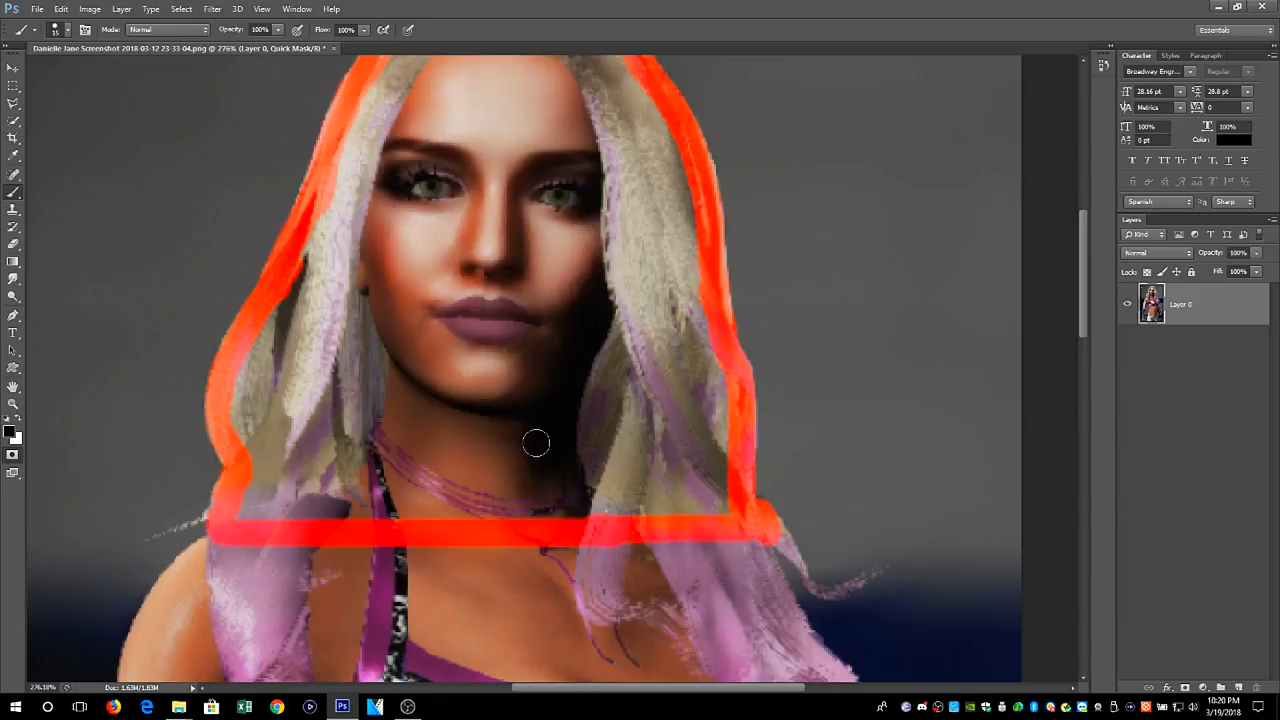 Ps File Edit Image Layer Type Select Filter 3D View Window Help
15 Mode: Normal Opacity: 100% Flow: 100% Essentials
Danielle Jane Screenshot 2018-03-12 23-33-04.png @ 276% (Layer 0, Quick Mask/8) *
Character Styles Paragraph
Broadway Engr... Regular
28.16 pt 28.8 pt
Metrics 0
100% 100%
0 pt Color:
Spanish Sharp
Layers
Kind
Normal Opacity: 100%
Lock: Fill: 100%
Layer 0
276.18% Doc: 1.63M/1.83M
Ps
10:20 PM
3/19/2018